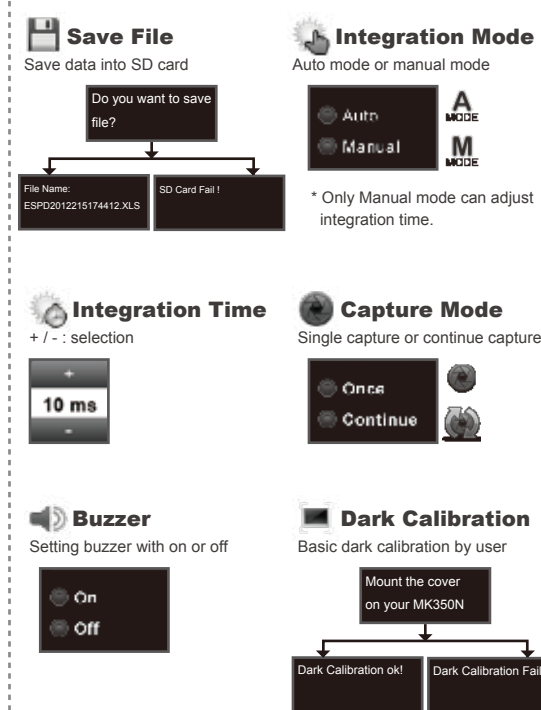 Save File
Save data into SD card
Do you want to save
file?
File Name:
ESPD2012215174412.XLS
SD Card Fail !
Integration Mode
Auto mode or manual mode
Auto
Manual
A
MODE
M
MODE
* Only Manual mode can adjust
integration time.
Integration Time
+ / - : selection
+
10 ms
-
Capture Mode
Single capture or continue capture
Once
Continue
Buzzer
Setting buzzer with on or off
On
Off
Dark Calibration
Basic dark calibration by user
Mount the cover
on your MK350N
Dark Calibration ok!
Dark Calibration Fail